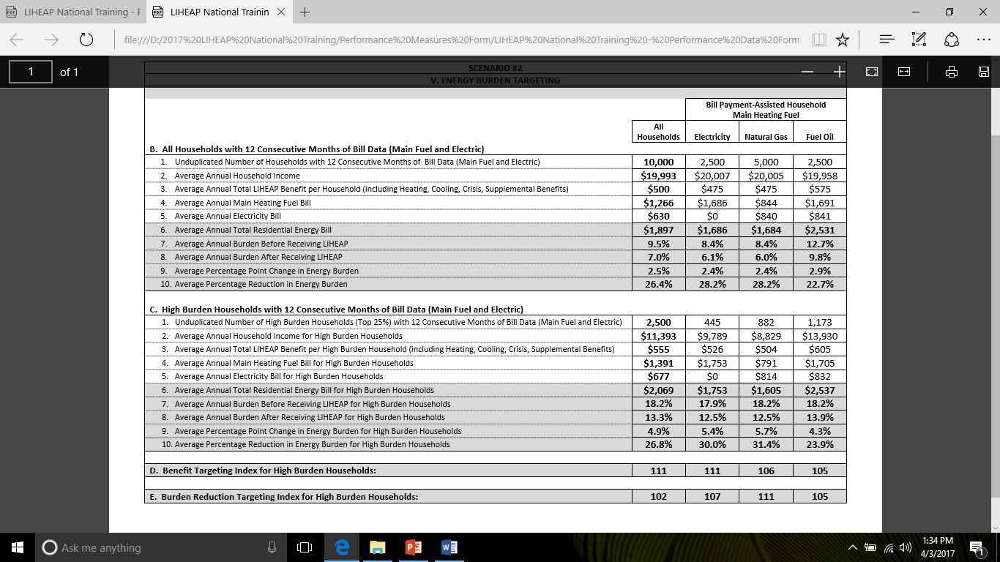 LIHEAP National Training - F
LIHEAP National Trainin
file:///D:/2017%20LIHEAP%20National%20Training/Performance%20Measures%20Form/LIHEAP%20National%20Training%20-%20Performance%20Data%20Form
1 of 1
SCENARIO #2
V. ENERGY BURDEN TARGETING
Bill Payment-Assisted Household
Main Heating Fuel
All
Households Electricity Natural Gas Fuel Oil
B. All Households with 12 Consecutive Months of Bill Data (Main Fuel and Electric)
1. Unduplicated Number of Households with 12 Consecutive Months of Bill Data (Main Fuel and Electric) 10,000 2,500 5,000 2,500
2. Average Annual Household Income $19,993 $20,007 $20,005 $19,958
3. Average Annual Total LIHEAP Benefit per Household (including Heating, Cooling, Crisis, Supplemental Benefits) $500 $475 $475 $575
4. Average Annual Main Heating Fuel Bill $1,266 $1,686 $844 $1,691
5. Average Annual Electricity Bill $630 $0 $840 $841
6. Average Annual Total Residential Energy Bill $1,897 $1,686 $1,684 $2,531
7. Average Annual Burden Before Receiving LIHEAP 9.5% 8.4% 8.4% 12.7%
8. Average Annual Burden After Receiving LIHEAP 7.0% 6.1% 6.0% 9.8%
9. Average Percentage Point Change in Energy Burden 2.5% 2.4% 2.4% 2.9%
10. Average Percentage Reduction in Energy Burden 26.4% 28.2% 28.2% 22.7%
C. High Burden Households with 12 Consecutive Months of Bill Data (Main Fuel and Electric)
1. Unduplicated Number of High Burden Households (Top 25%) with 12 Consecutive Months of Bill Data (Main Fuel and Electric) 2,500 445 882 1,173
2. Average Annual Household Income for High Burden Households $11,393 $9,789 $8,829 $13,930
3. Average Annual Total LIHEAP Benefit per High Burden Household (including Heating, Cooling, Crisis, Supplemental Benefits) $555 $526 $504 $605
4. Average Annual Main Heating Fuel Bill for High Burden Households $1,391 $1,753 $791 $1,705
5. Average Annual Electricity Bill for High Burden Households $677 $0 $814 $832
6. Average Annual Total Residential Energy Bill for High Burden Households $2,069 $1,753 $1,605 $2,537
7. Average Annual Burden Before Receiving LIHEAP for High Burden Households 18.2% 17.9% 18.2% 18.2%
8. Average Annual Burden After Receiving LIHEAP for High Burden Households 13.3% 12.5% 12.5% 13.9%
9. Average Percentage Point Change in Energy Burden for High Burden Households 4.9% 5.4% 5.7% 4.3%
10. Average Percentage Reduction in Energy Burden for High Burden Households 26.8% 30.0% 31.4% 23.9%
D. Benefit Targeting Index for High Burden Households: 111 111 106 105
E. Burden Reduction Targeting Index for High Burden Households: 102 107 111 105
Ask me anything
1:34 PM
4/3/2017
1